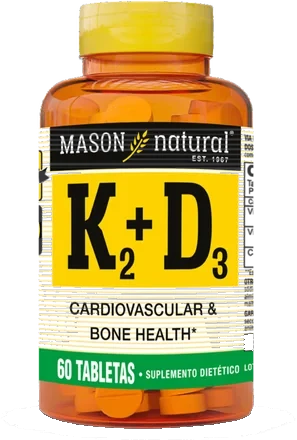 MASON natural®
EST. 1967
K2 + D3
CARDIOVASCULAR &
BONE HEALTH*
60 TABLETAS • SUPLEMENTO DIETÉTICO